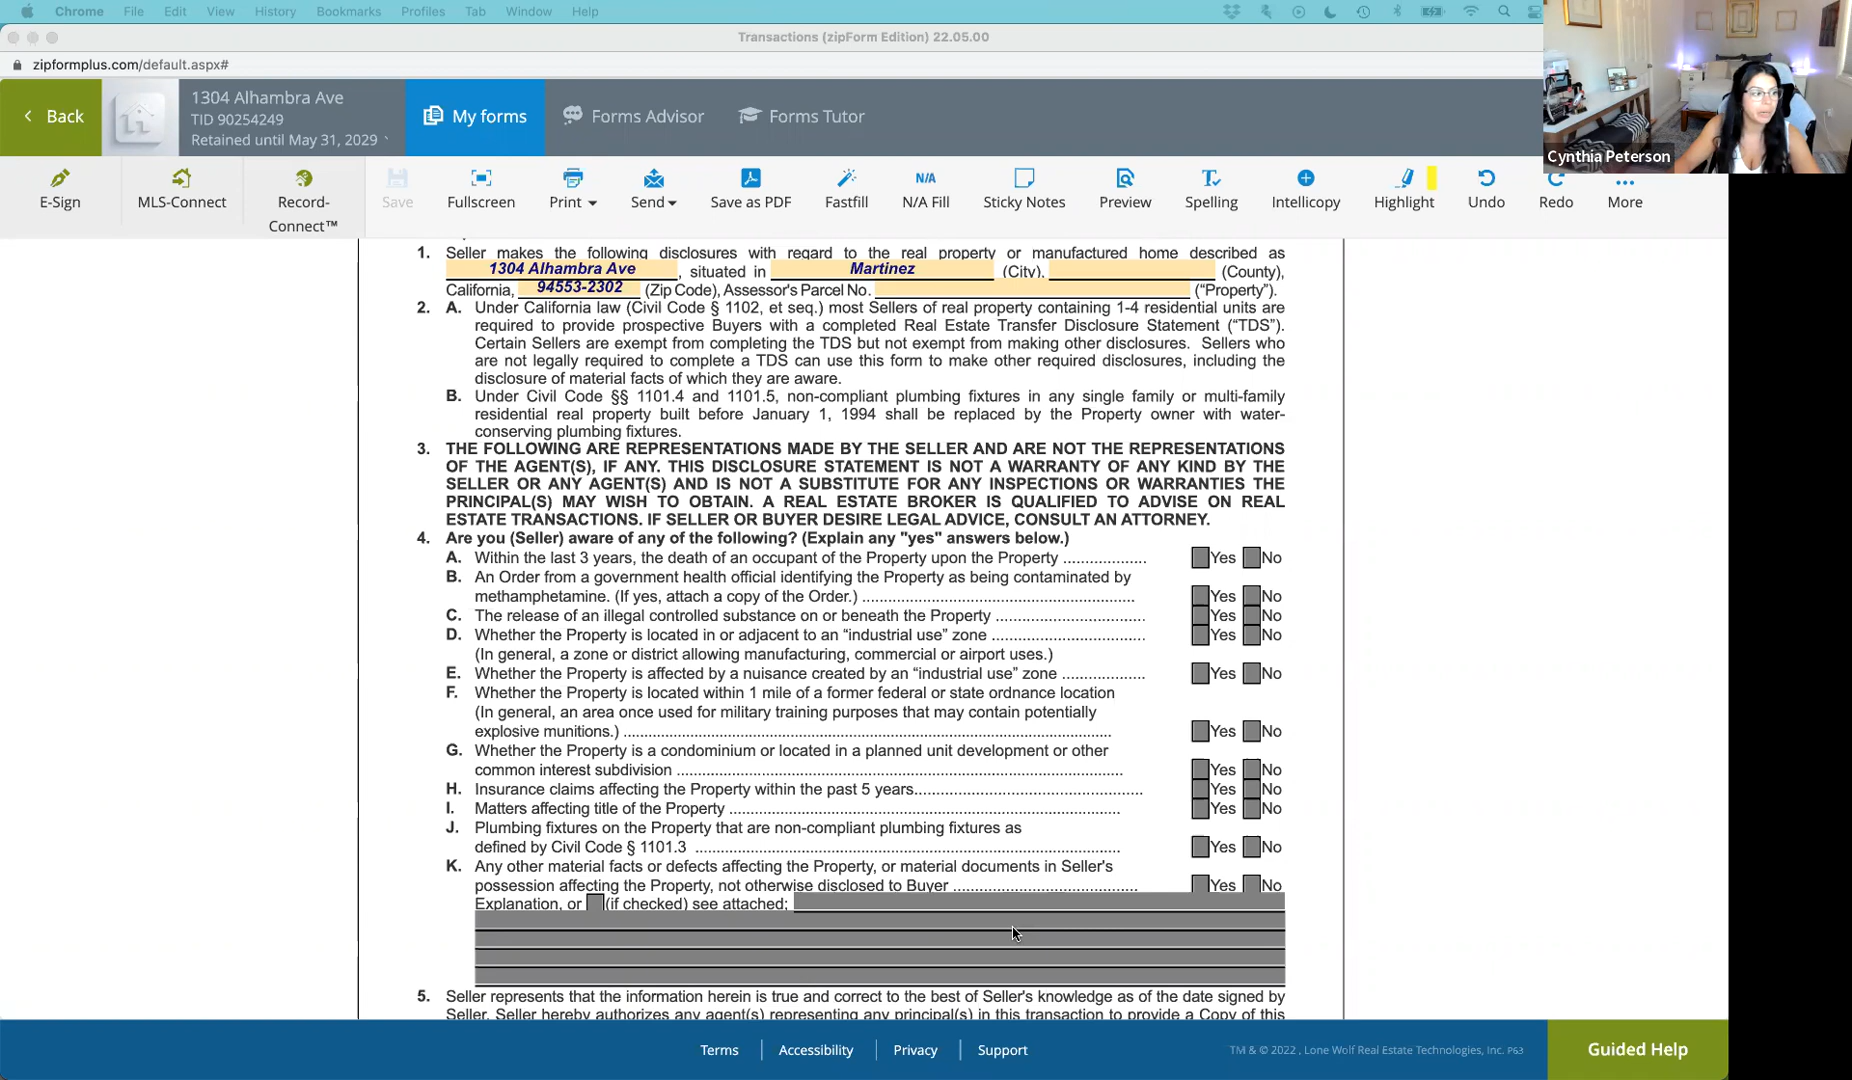 Chrome File Edit View History Bookmarks Profiles Tab Window Help
Transactions (zipForm Edition) 22.05.00
zipformplus.com/default.aspx#
Back
1304 Alhambra Ave
TID 90254249
Retained until May 31, 2029
My forms
Forms Advisor
Forms Tutor
Cynthia Peterson
E-Sign
MLS-Connect
Record-
Connect™
Save
Fullscreen
Print
Send
Save as PDF
Fastfill
N/A
N/A Fill
Sticky Notes
Preview
Spelling
Intellicopy
Highlight
Undo
Redo
More
1. Seller makes the following disclosures with regard to the real property or manufactured home described as
1304 Alhambra Ave, situated in Martinez (City), (County),
California, 94553-2302 (Zip Code), Assessor's Parcel No. (“Property”).
2. A. Under California law (Civil Code § 1102, et seq.) most Sellers of real property containing 1-4 residential units are
required to provide prospective Buyers with a completed Real Estate Transfer Disclosure Statement (“TDS”).
Certain Sellers are exempt from completing the TDS but not exempt from making other disclosures. Sellers who
are not legally required to complete a TDS can use this form to make other required disclosures, including the
disclosure of material facts of which they are aware.
B. Under Civil Code §§ 1101.4 and 1101.5, non-compliant plumbing fixtures in any single family or multi-family
residential real property built before January 1, 1994 shall be replaced by the Property owner with water-
conserving plumbing fixtures.
3. THE FOLLOWING ARE REPRESENTATIONS MADE BY THE SELLER AND ARE NOT THE REPRESENTATIONS
OF THE AGENT(S), IF ANY. THIS DISCLOSURE STATEMENT IS NOT A WARRANTY OF ANY KIND BY THE
SELLER OR ANY AGENT(S) AND IS NOT A SUBSTITUTE FOR ANY INSPECTIONS OR WARRANTIES THE
PRINCIPAL(S) MAY WISH TO OBTAIN. A REAL ESTATE BROKER IS QUALIFIED TO ADVISE ON REAL
ESTATE TRANSACTIONS. IF SELLER OR BUYER DESIRE LEGAL ADVICE, CONSULT AN ATTORNEY.
4. Are you (Seller) aware of any of the following? (Explain any "yes" answers below.)
A. Within the last 3 years, the death of an occupant of the Property upon the Property ................... Yes No
B. An Order from a government health official identifying the Property as being contaminated by
methamphetamine. (If yes, attach a copy of the Order.) ........................................................ Yes No
C. The release of an illegal controlled substance on or beneath the Property ............................... Yes No
D. Whether the Property is located in or adjacent to an “industrial use” zone ................................ Yes No
(In general, a zone or district allowing manufacturing, commercial or airport uses.)
E. Whether the Property is affected by a nuisance created by an “industrial use” zone ................. Yes No
F. Whether the Property is located within 1 mile of a former federal or state ordnance location
(In general, an area once used for military training purposes that may contain potentially
explosive munitions.) .................................................................................................... Yes No
G. Whether the Property is a condominium or located in a planned unit development or other
common interest subdivision ............................................................................................ Yes No
H. Insurance claims affecting the Property within the past 5 years............................................... Yes No
I. Matters affecting title of the Property ................................................................................. Yes No
J. Plumbing fixtures on the Property that are non-compliant plumbing fixtures as
defined by Civil Code § 1101.3 ....................................................................................... Yes No
K. Any other material facts or defects affecting the Property, or material documents in Seller's
possession affecting the Property, not otherwise disclosed to Buyer ...................................... Yes No
Explanation, or (if checked) see attached;
5. Seller represents that the information herein is true and correct to the best of Seller's knowledge as of the date signed by
Seller. Seller hereby authorizes any agent(s) representing any principal(s) in this transaction to provide a Copy of this
Terms Accessibility Privacy Support
TM & © 2022 , Lone Wolf Real Estate Technologies, Inc. P63
Guided Help